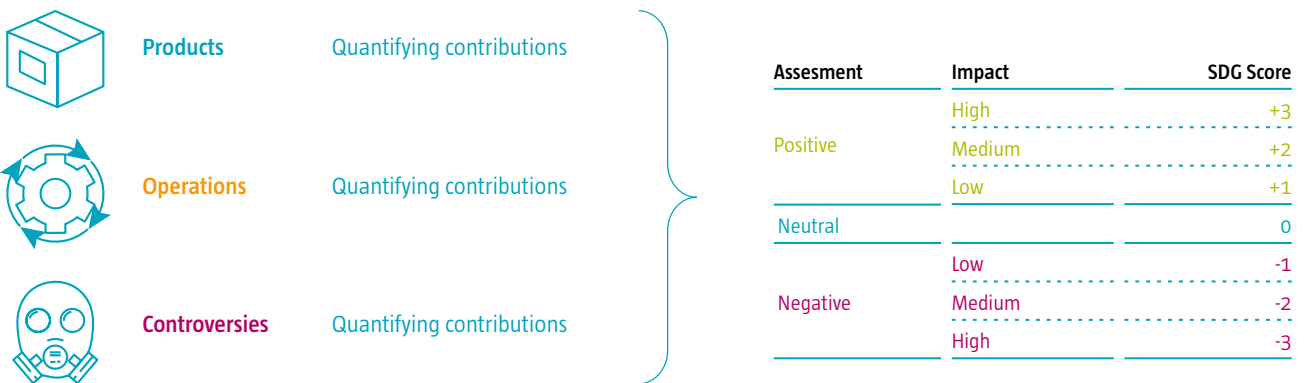 Products Quantifying contributions
Operations Quantifying contributions
Controversies Quantifying contributions
Assesment Impact SDG Score
Positive
High +3
Medium +2
Low +1
Neutral 0
Negative
Low -1
Medium -2
High -3